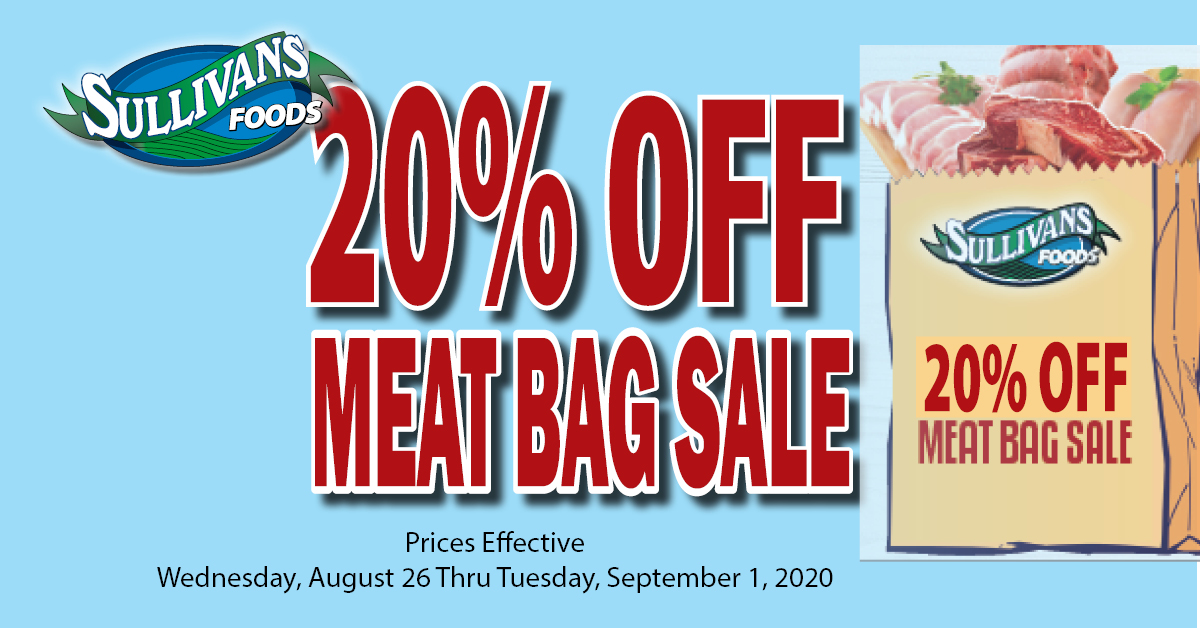 SULLIVANS
FOODS
20% OFF
MEAT BAG SALE
Prices Effective
Wednesday, August 26 Thru Tuesday, September 1, 2020
SULLIVANS
FOODS
20% OFF
MEAT BAG SALE